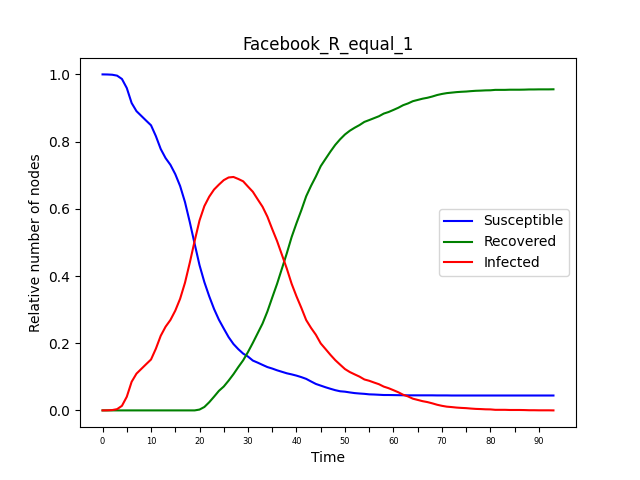 Facebook_R_equal_1
Relative number of nodes
1.0
0.8
0.6
0.4
0.2
0.0
Susceptible
Recovered
Infected
0 10 20 30 40 50 60 70 80 90
Time